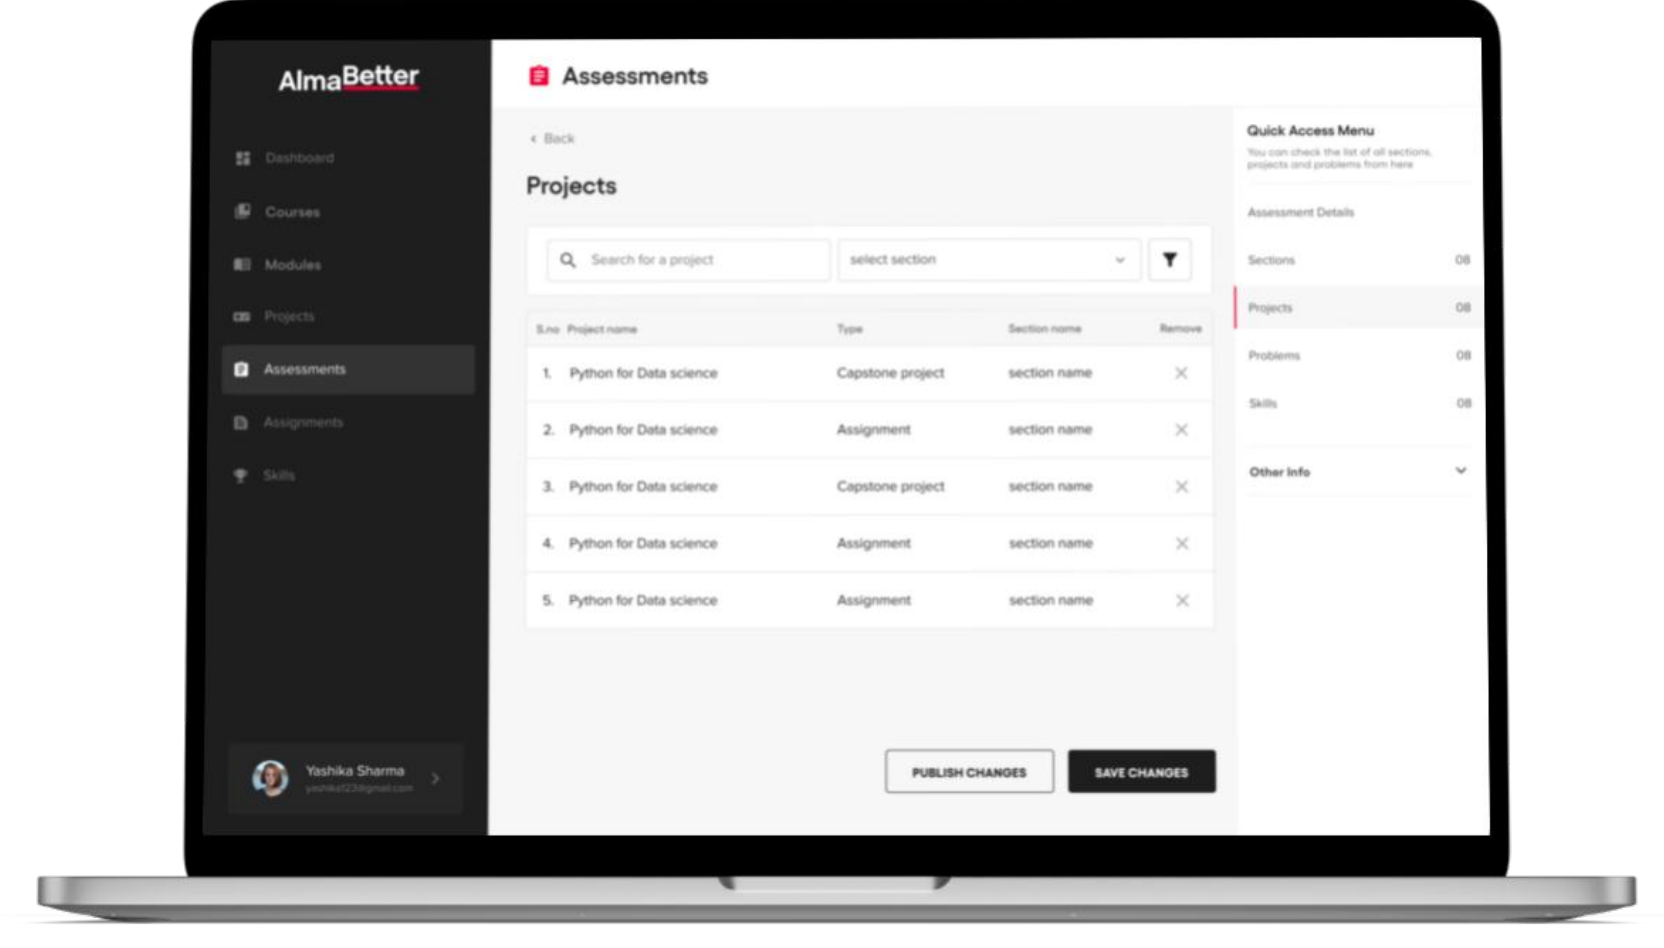 AlmaBetter
Dashboard
Courses
Modules
Projects
Assessments
Assignments
Skills
Yashika Sharma
yashika123@gmail.com
Assessments
Back
Projects
Search for a project
select section
S.no Project name Type Section name Remove
1. Python for Data science Capstone project section name
2. Python for Data science Assignment section name
3. Python for Data science Capstone project section name
4. Python for Data science Assignment section name
5. Python for Data science Assignment section name
PUBLISH CHANGES SAVE CHANGES
Quick Access Menu
You can check the list of all sections,
projects and problems from here
Assessment Details
Sections 08
Projects 08
Problems 08
Skills 08
Other Info